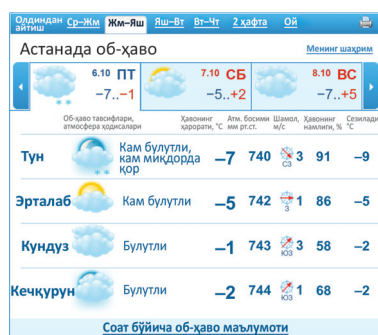 Олдиндан айтиш Ср–Жм Жм–Яш Яш–Вт Вт–Чт 2 ҳафта Ой
Астанада об-ҳаво Менинг шаҳрим
6.10 ПТ 7.10 СБ 8.10 ВС
–7..–1 –5..+2 –7..+5
Об-ҳаво тавсифлари, Ҳавонинг Атм. босими Шамол, Ҳавонинг Сезилади
атмосфера ҳодисалари ҳарорати, °C мм рт.ст. м/с намлиги, % °C
Тун Кам булутли, кам миқдорда қор –7 740 СЗ 3 91 –9
Эрталаб Кам булутли –5 742 З 1 86 –5
Кундуз Булутли –1 743 ЮЗ 3 58 –2
Кечқурун Булутли –2 744 ЮЗ 1 68 –2
Соат бўйича об-ҳаво маълумоти